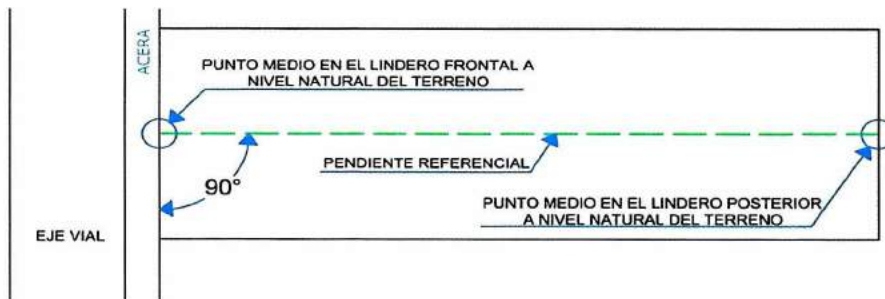 ACERA
PUNTO MEDIO EN EL LINDERO FRONTAL A
NIVEL NATURAL DEL TERRENO
90°
PENDIENTE REFERENCIAL
PUNTO MEDIO EN EL LINDERO POSTERIOR
A NIVEL NATURAL DEL TERRENO
EJE VIAL